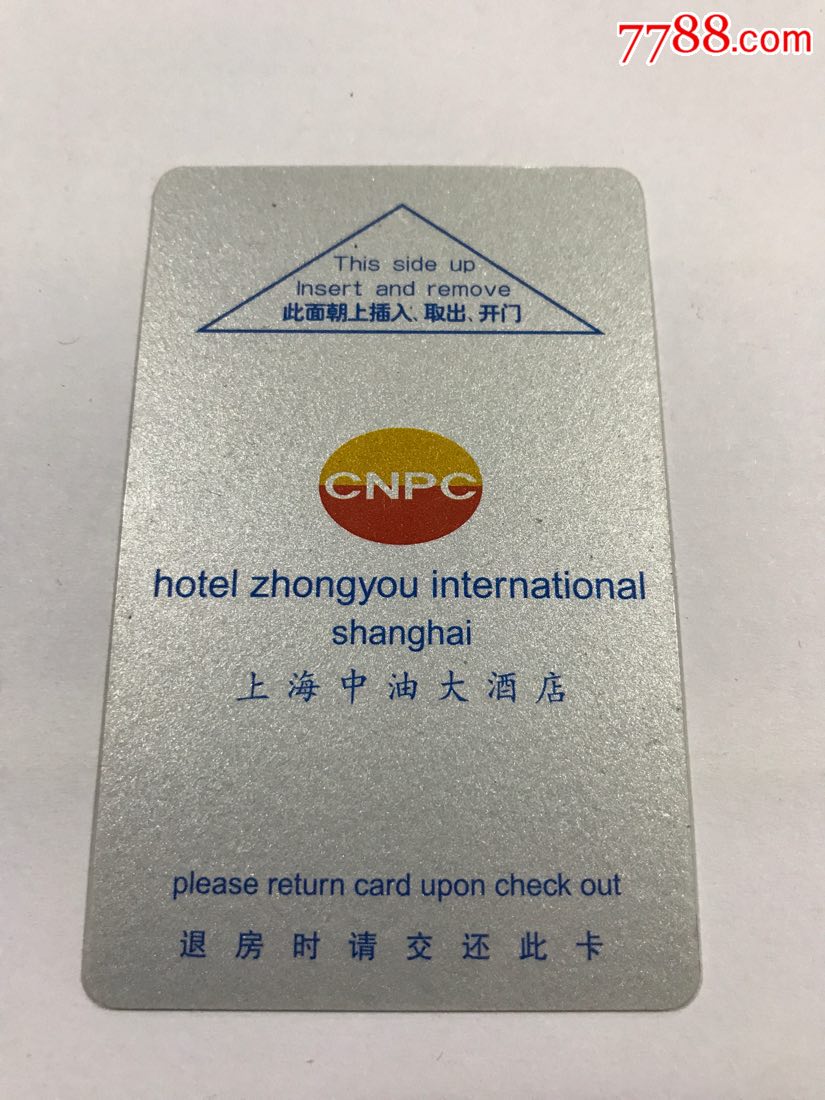 7788.com
This side up
Insert and remove
此面朝上插入、取出、开门
CNPC
hotel zhongyou international
shanghai
上海中油大酒店
please return card upon check out
退房时请交还此卡